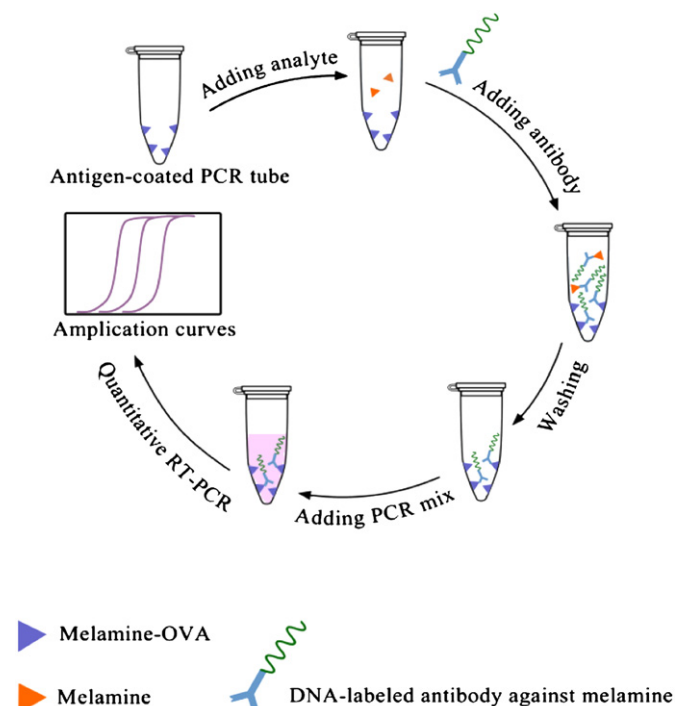 Adding analyte
Adding antibody
Antigen-coated PCR tube
Amplication curves
Washing
Quantitative RT-PCR
Adding PCR mix
Melamine-OVA
Melamine
DNA-labeled antibody against melamine